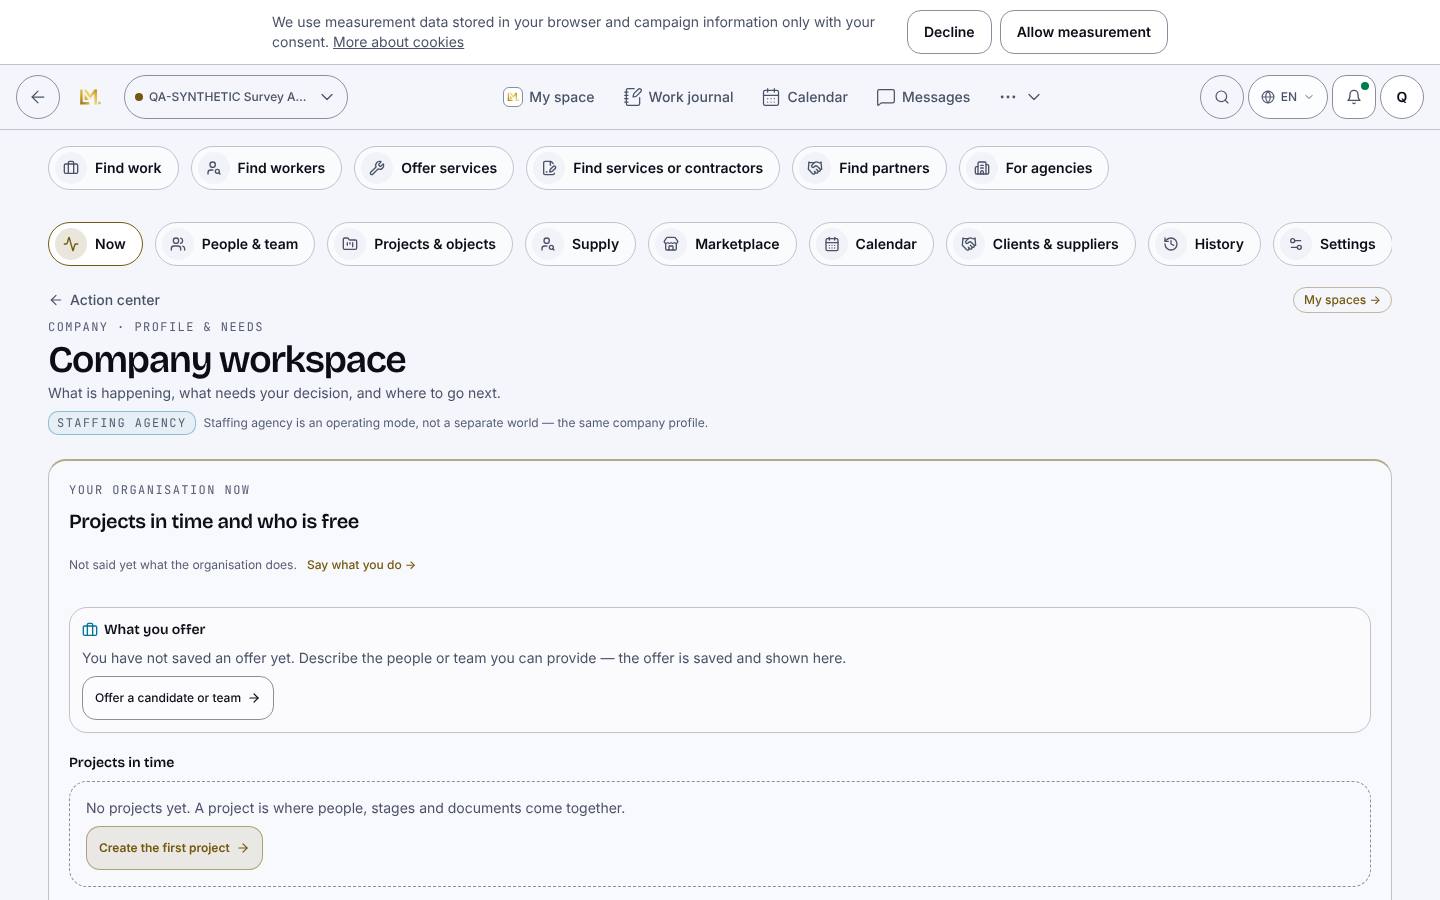 We use measurement data stored in your browser and campaign information only with your
consent. More about cookies
Decline
Allow measurement
LM.
QA-SYNTHETIC Survey A...
My space
Work journal
Calendar
Messages
EN
Q
Find work
Find workers
Offer services
Find services or contractors
Find partners
For agencies
Now
People & team
Projects & objects
Supply
Marketplace
Calendar
Clients & suppliers
History
Settings
← Action center
My spaces →
COMPANY · PROFILE & NEEDS
Company workspace
What is happening, what needs your decision, and where to go next.
STAFFING AGENCY Staffing agency is an operating mode, not a separate world — the same company profile.
YOUR ORGANISATION NOW
Projects in time and who is free
Not said yet what the organisation does. Say what you do →
What you offer
You have not saved an offer yet. Describe the people or team you can provide — the offer is saved and shown here.
Offer a candidate or team →
Projects in time
No projects yet. A project is where people, stages and documents come together.
Create the first project →